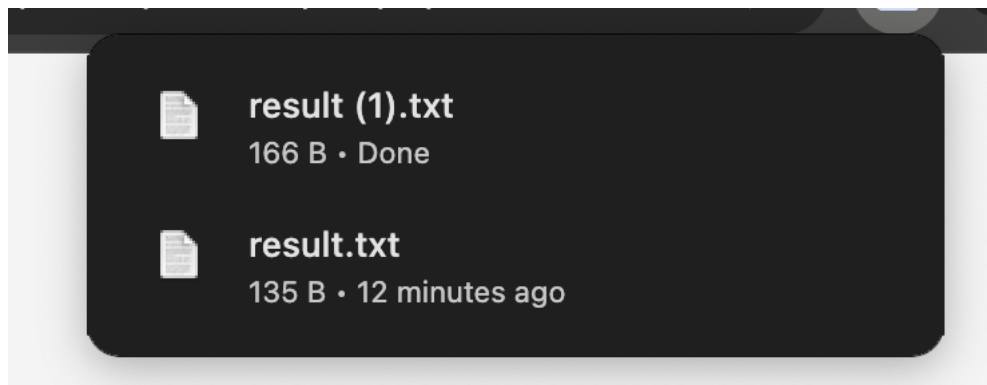 result (1).txt
166 B • Done
result.txt
135 B • 12 minutes ago